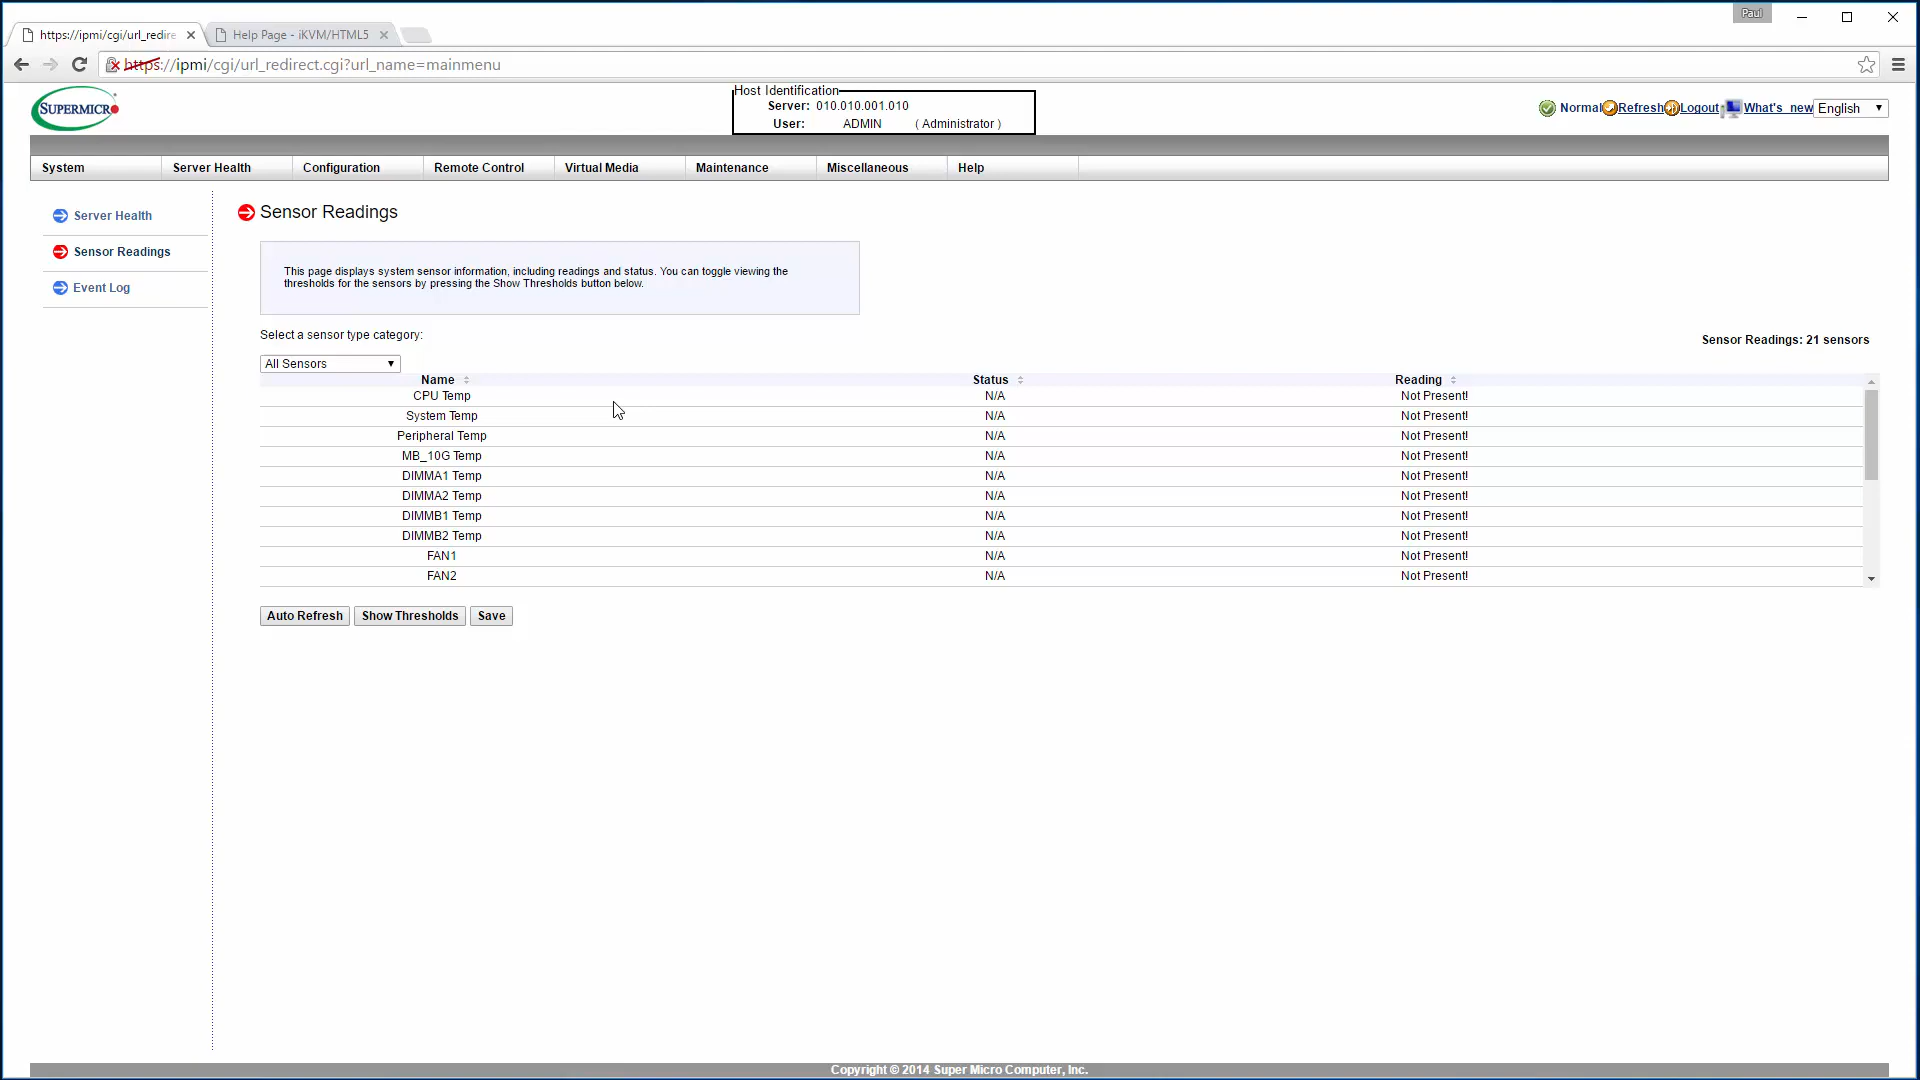 Paul
https://ipmi/cgi/url_redire
Help Page - iKVM/HTML5
https://ipmi/cgi/url_redirect.cgi?url_name=mainmenu
SUPERMICRO
Host Identification
Server: 010.010.001.010
User: ADMIN ( Administrator )
Normal Refresh Logout What's new English
System Server Health Configuration Remote Control Virtual Media Maintenance Miscellaneous Help
Server Health
Sensor Readings
Event Log
Sensor Readings
This page displays system sensor information, including readings and status. You can toggle viewing the
thresholds for the sensors by pressing the Show Thresholds button below.
Select a sensor type category:
Sensor Readings: 21 sensors
All Sensors
Name Status Reading
CPU Temp N/A Not Present!
System Temp N/A Not Present!
Peripheral Temp N/A Not Present!
MB_10G Temp N/A Not Present!
DIMMA1 Temp N/A Not Present!
DIMMA2 Temp N/A Not Present!
DIMMB1 Temp N/A Not Present!
DIMMB2 Temp N/A Not Present!
FAN1 N/A Not Present!
FAN2 N/A Not Present!
Auto Refresh Show Thresholds Save
Copyright © 2014 Super Micro Computer, Inc.